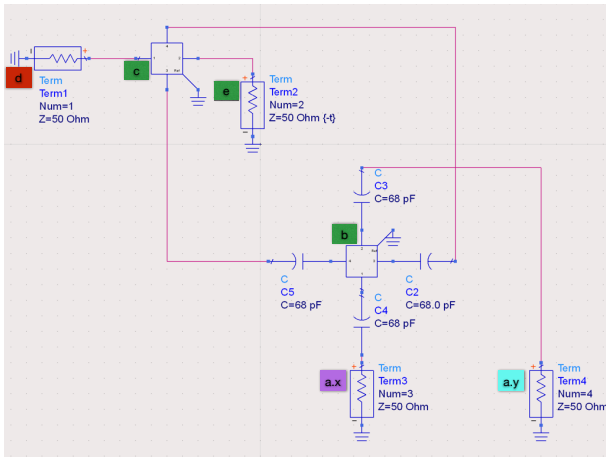 d
Term
Term1
Num=1
Z=50 Ohm
c
e
Term
Term2
Num=2
Z=50 Ohm {-t}
C
C3
C=68 pF
b
C
C5
C=68 pF
C
C4
C=68 pF
C
C2
C=68.0 pF
a.x
Term
Term3
Num=3
Z=50 Ohm
a.y
Term
Term4
Num=4
Z=50 Ohm